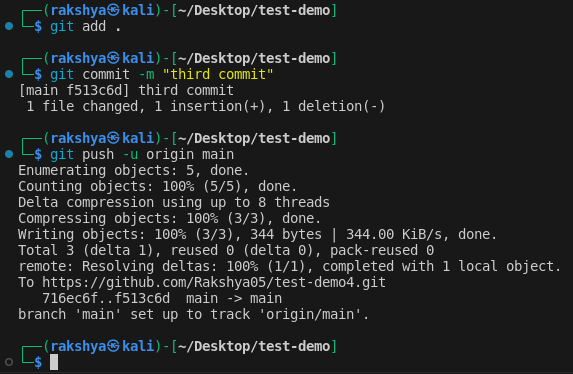 ┌──(rakshya㉿kali)-[~/Desktop/test-demo]
└─$ git add .
┌──(rakshya㉿kali)-[~/Desktop/test-demo]
└─$ git commit -m "third commit"
[main f513c6d] third commit
 1 file changed, 1 insertion(+), 1 deletion(-)
┌──(rakshya㉿kali)-[~/Desktop/test-demo]
└─$ git push -u origin main
Enumerating objects: 5, done.
Counting objects: 100% (5/5), done.
Delta compression using up to 8 threads
Compressing objects: 100% (3/3), done.
Writing objects: 100% (3/3), 344 bytes | 344.00 KiB/s, done.
Total 3 (delta 1), reused 0 (delta 0), pack-reused 0
remote: Resolving deltas: 100% (1/1), completed with 1 local object.
To https://github.com/Rakshya05/test-demo4.git
   716ec6f..f513c6d  main -> main
branch 'main' set up to track 'origin/main'.
┌──(rakshya㉿kali)-[~/Desktop/test-demo]
└─$